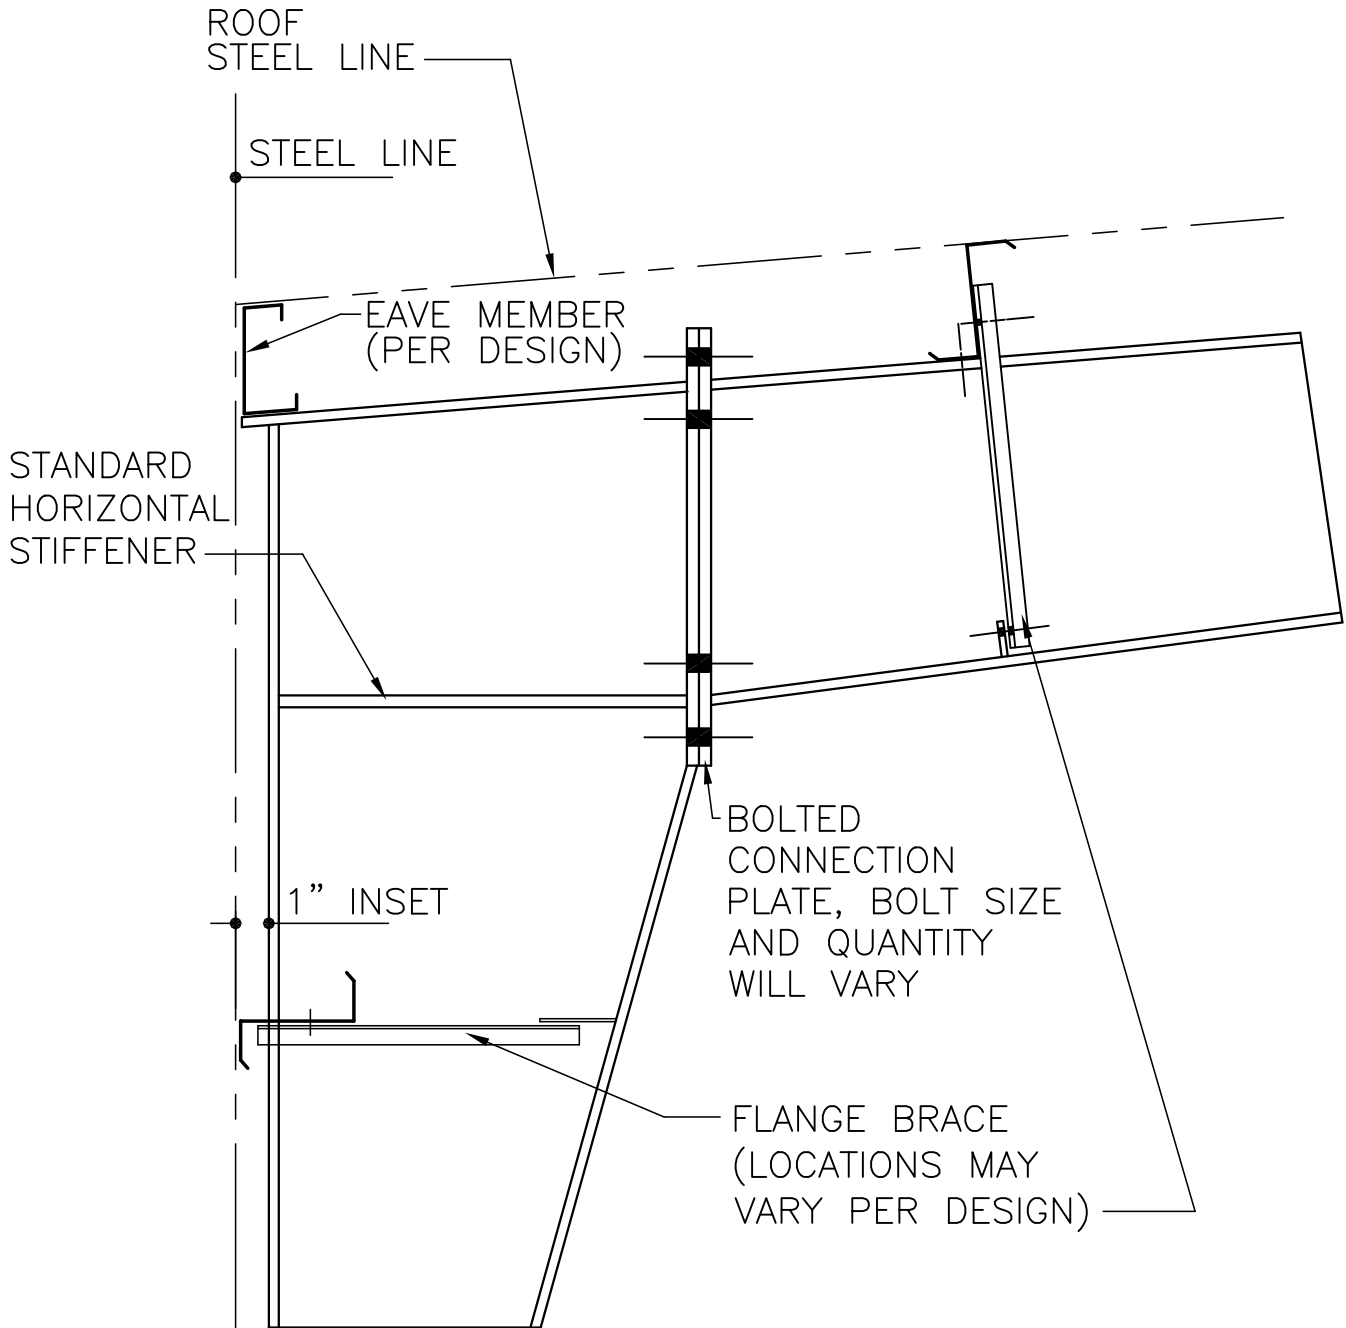 ROOF
STEEL LINE
STEEL LINE
EAVE MEMBER
(PER DESIGN)
STANDARD
HORIZONTAL
STIFFENER
1" INSET
BOLTED
CONNECTION
PLATE, BOLT SIZE
AND QUANTITY
WILL VARY
FLANGE BRACE
(LOCATIONS MAY
VARY PER DESIGN)